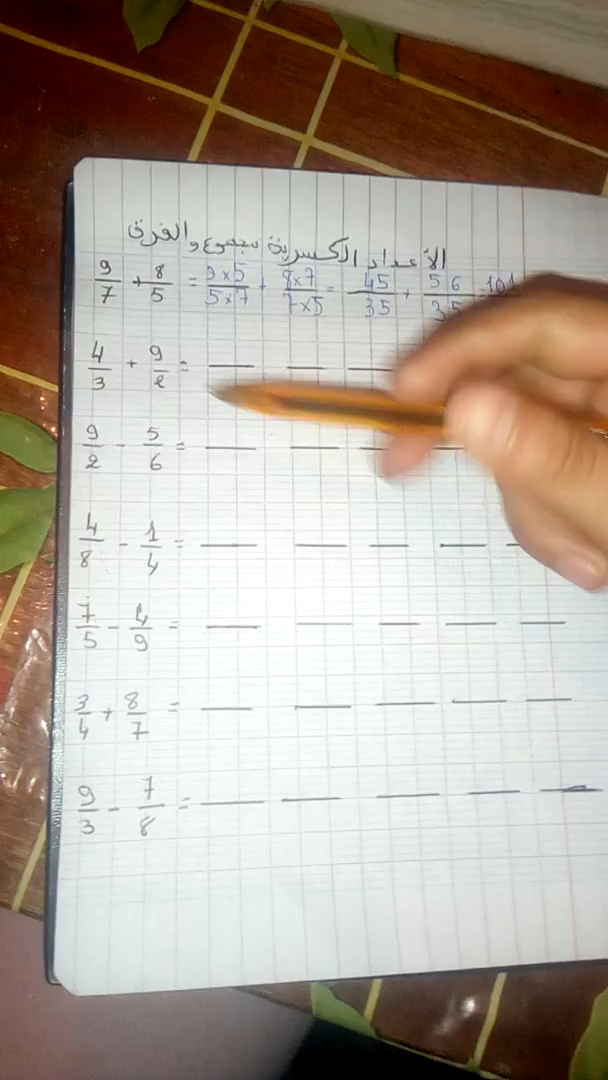 الأعداد الكسرية مجموع والفرق
9/7 + 8/5 = 9×5/5×7 + 8×7/7×5 = 45/35 + 56/35 = 101
4/3 + 9/2 =
9/2 - 5/6 =
4/8 - 1/4 =
7/5 - 4/9 =
3/4 + 8/7 =
9/3 - 7/8 =